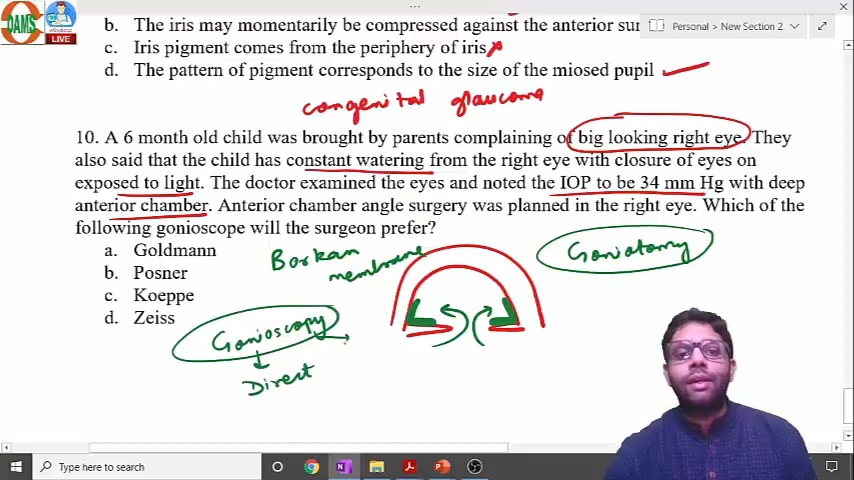 DAMS
eMedicoz
LIVE
Personal > New Section 2
b. The iris may momentarily be compressed against the anterior sur
c. Iris pigment comes from the periphery of iris
d. The pattern of pigment corresponds to the size of the miosed pupil
congenital glaucoma
10. A 6 month old child was brought by parents complaining of big looking right eye. They
also said that the child has constant watering from the right eye with closure of eyes on
exposed to light. The doctor examined the eyes and noted the IOP to be 34 mm Hg with deep
anterior chamber. Anterior chamber angle surgery was planned in the right eye. Which of the
following gonioscope will the surgeon prefer?
a. Goldmann
b. Posner
c. Koeppe
d. Zeiss
Barkan
membrane
Goniotomy
Gonioscopy
Direct
Type here to search